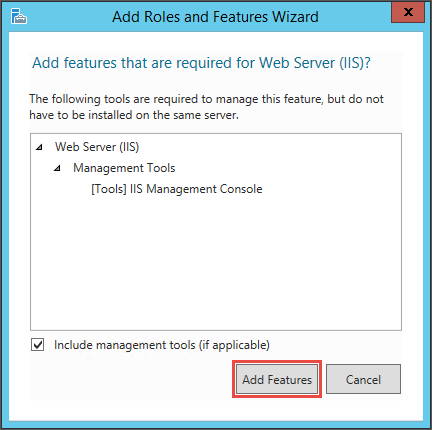 Add Roles and Features Wizard
x
Add features that are required for Web Server (IIS)?
The following tools are required to manage this feature, but do not
have to be installed on the same server.
Web Server (IIS)
Management Tools
[Tools] IIS Management Console
Include management tools (if applicable)
Add Features
Cancel